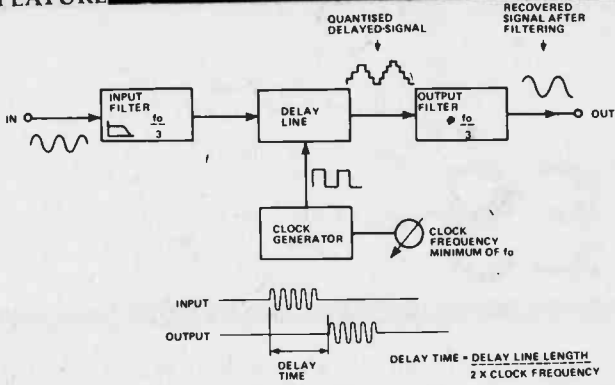 FEATURE
QUANTISED
DELAYED-SIGNAL
RECOVERED
SIGNAL AFTER
FILTERING
IN
INPUT
FILTER
fo
3
DELAY
LINE
OUTPUT
FILTER
fo
3
OUT
CLOCK
GENERATOR
CLOCK
FREQUENCY
MINIMUM OF fo
INPUT
OUTPUT
DELAY
TIME
DELAY TIME = DELAY LINE LENGTH
2 X CLOCK FREQUENCY